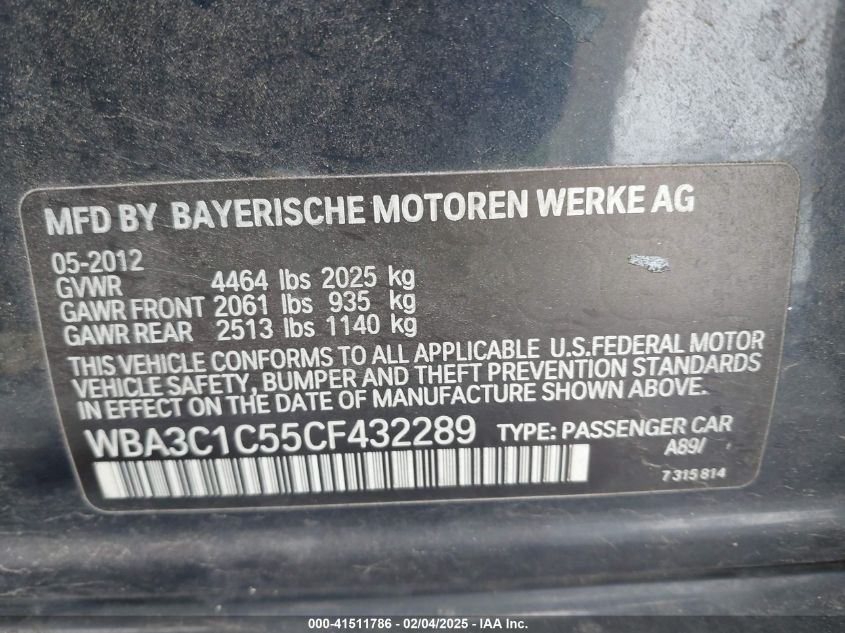 MFD BY BAYERISCHE MOTOREN WERKE AG
05-2012
GVWR 4464 lbs 2025 kg
GAWR FRONT 2061 lbs 935 kg
GAWR REAR 2513 lbs 1140 kg
THIS VEHICLE CONFORMS TO ALL APPLICABLE U.S.FEDERAL MOTOR
VEHICLE SAFETY, BUMPER AND THEFT PREVENTION STANDARDS
IN EFFECT ON THE DATE OF MANUFACTURE SHOWN ABOVE.
WBA3C1C55CF432289 TYPE: PASSENGER CAR
A89/
7315814
000-41511786 - 02/04/2025 - IAA Inc.